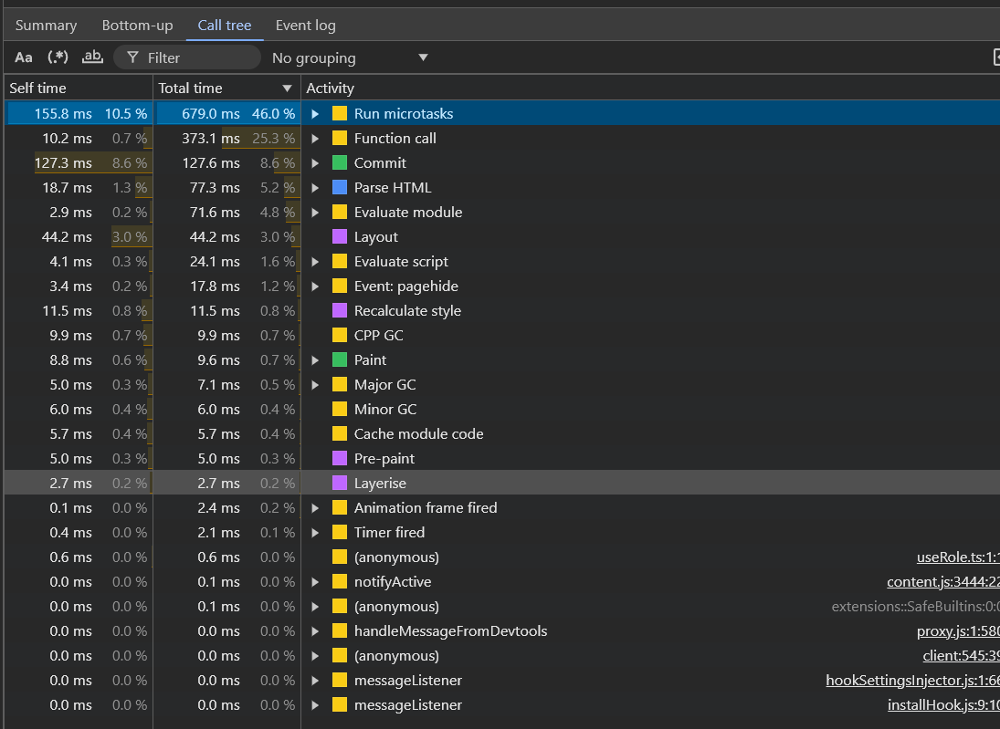 Summary Bottom-up Call tree Event log
Aa (.*) ab Filter No grouping
Self time Total time Activity
155.8 ms 10.5 % 679.0 ms 46.0 % Run microtasks
10.2 ms 0.7 % 373.1 ms 25.3 % Function call
127.3 ms 8.6 % 127.6 ms 8.6 % Commit
18.7 ms 1.3 % 77.3 ms 5.2 % Parse HTML
2.9 ms 0.2 % 71.6 ms 4.8 % Evaluate module
44.2 ms 3.0 % 44.2 ms 3.0 % Layout
4.1 ms 0.3 % 24.1 ms 1.6 % Evaluate script
3.4 ms 0.2 % 17.8 ms 1.2 % Event: pagehide
11.5 ms 0.8 % 11.5 ms 0.8 % Recalculate style
9.9 ms 0.7 % 9.9 ms 0.7 % CPP GC
8.8 ms 0.6 % 9.6 ms 0.7 % Paint
5.0 ms 0.3 % 7.1 ms 0.5 % Major GC
6.0 ms 0.4 % 6.0 ms 0.4 % Minor GC
5.7 ms 0.4 % 5.7 ms 0.4 % Cache module code
5.0 ms 0.3 % 5.0 ms 0.3 % Pre-paint
2.7 ms 0.2 % 2.7 ms 0.2 % Layerise
0.1 ms 0.0 % 2.4 ms 0.2 % Animation frame fired
0.4 ms 0.0 % 2.1 ms 0.1 % Timer fired
0.6 ms 0.0 % 0.6 ms 0.0 % (anonymous) useRole.ts:1:1
0.0 ms 0.0 % 0.1 ms 0.0 % notifyActive content.js:3444:22
0.0 ms 0.0 % 0.1 ms 0.0 % (anonymous) extensions::SafeBuiltins:0:0
0.0 ms 0.0 % 0.0 ms 0.0 % handleMessageFromDevtools proxy.js:1:580
0.0 ms 0.0 % 0.0 ms 0.0 % (anonymous) client:545:39
0.0 ms 0.0 % 0.0 ms 0.0 % messageListener hookSettingsInjector.js:1:66
0.0 ms 0.0 % 0.0 ms 0.0 % messageListener installHook.js:9:10